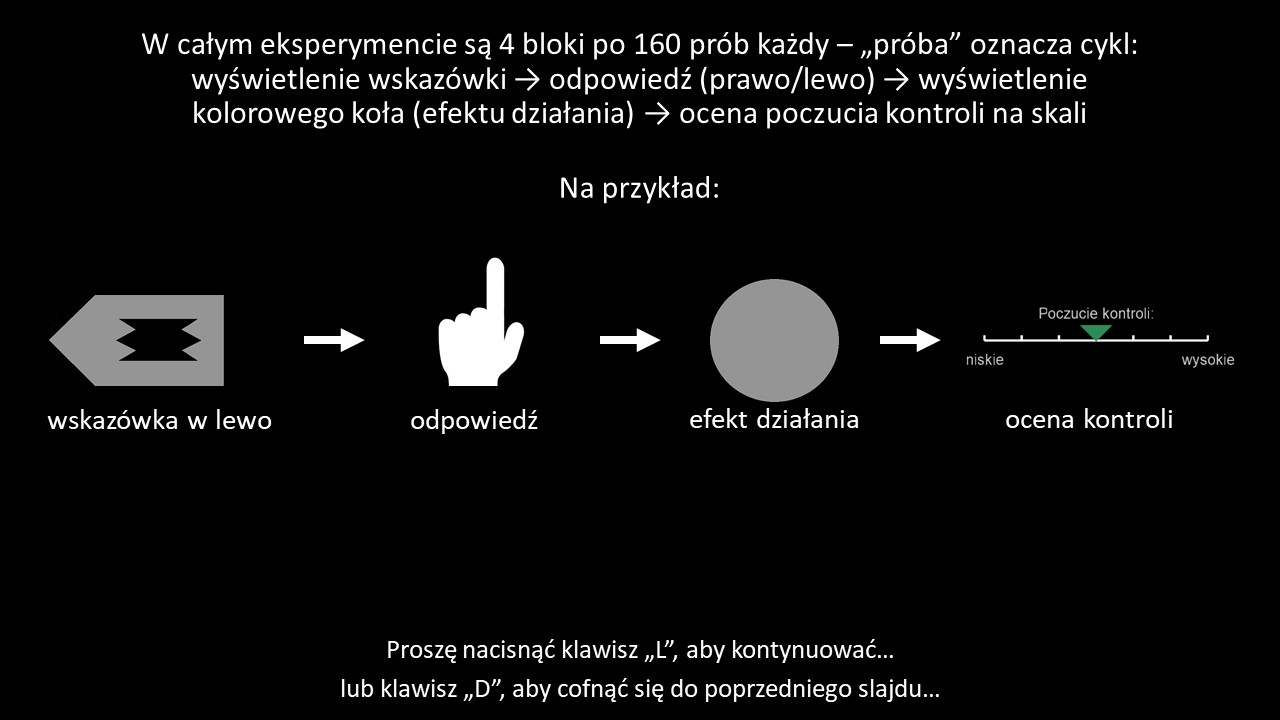 W całym eksperymencie są 4 bloki po 160 prób każdy – „próba” oznacza cykl:
wyświetlenie wskazówki → odpowiedź (prawo/lewo) → wyświetlenie
kolorowego koła (efektu działania) → ocena poczucia kontroli na skali
Na przykład:
Poczucie kontroli:
niskie wysokie
wskazówka w lewo odpowiedź efekt działania ocena kontroli
Proszę nacisnąć klawisz „L”, aby kontynuować...
lub klawisz „D”, aby cofnąć się do poprzedniego slajdu...